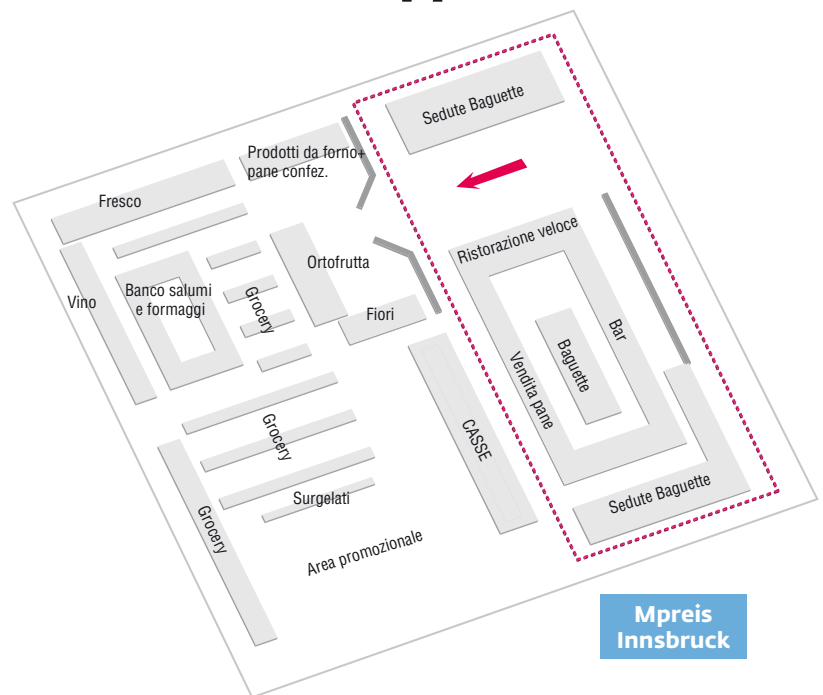 Sedute Baguette
Prodotti da forno+
pane confez.
Fresco
Ristorazione veloce
Ortofrutta
Vino
Banco salumi
e formaggi
Grocery
Fiori
Bar
Baguette
Vendita pane
Grocery
CASSE
Sedute Baguette
Surgelati
Grocery
Area promozionale
Mpreis
Innsbruck